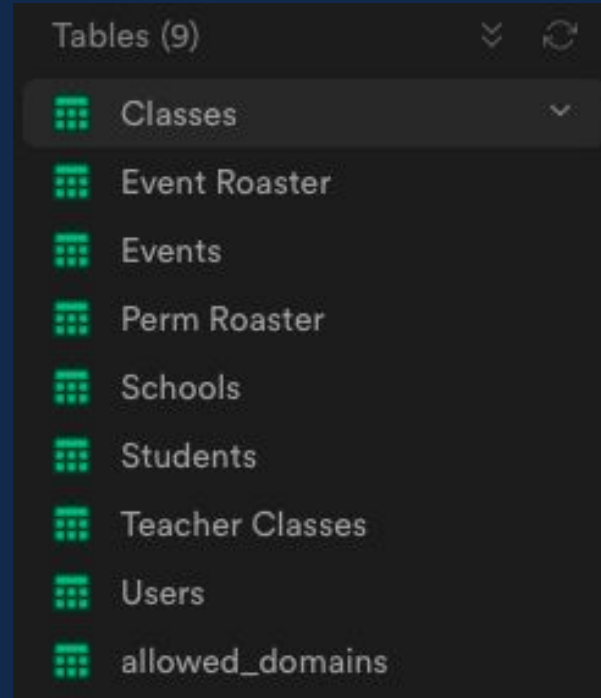 Tables (9)
Classes
Event Roaster
Events
Perm Roaster
Schools
Students
Teacher Classes
Users
allowed_domains